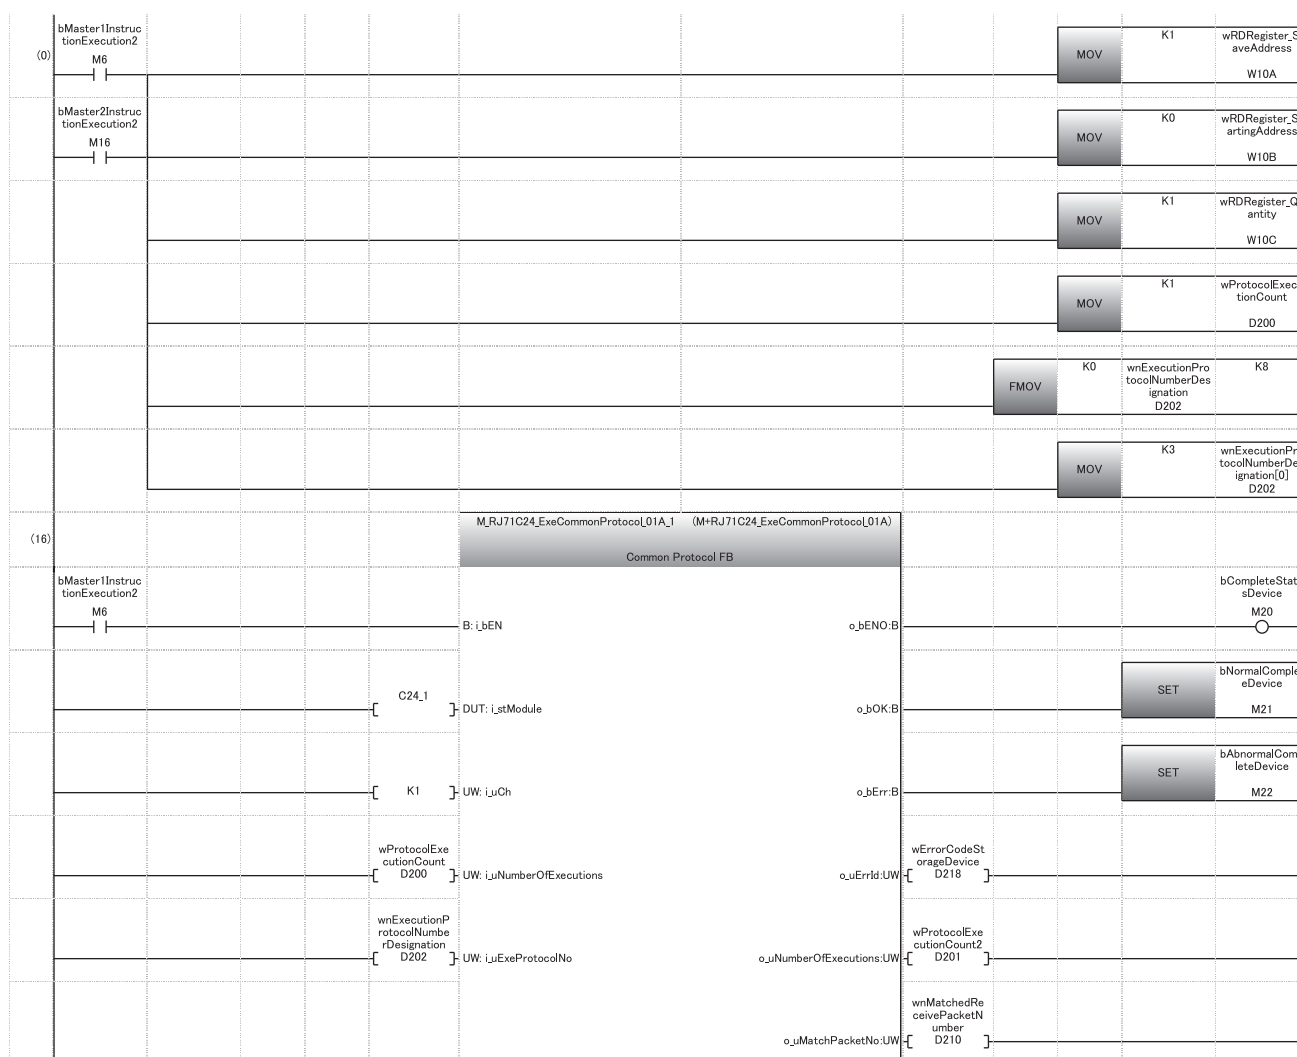 bMaster1Instruc
tionExecution2
(0)
M6
MOV
K1
wRDRegister_S
aveAddress
W10A
bMaster2Instruc
tionExecution2
M16
MOV
K0
wRDRegister_S
artingAddress
W10B
MOV
K1
wRDRegister_Q
antity
W10C
MOV
K1
wProtocolExec
tionCount
D200
FMOV
K0
wnExecutionPro
tocolNumberDes
ignation
D202
K8
MOV
K3
wnExecutionPr
tocolNumberDe
ignation[0]
D202
(16)
M_RJ71C24_ExeCommonProtocol_01A_1 (M+RJ71C24_ExeCommonProtocol_01A)
Common Protocol FB
bMaster1Instruc
tionExecution2
M6
B: i_bEN
o_bENO:B
bCompleteStat
sDevice
M20
C24_1
DUT: i_stModule
o_bOK:B
SET
bNormalComple
eDevice
M21
K1
UW: i_uCh
o_bErr:B
SET
bAbnormalCom
leteDevice
M22
wProtocolExe
cutionCount
D200
UW: i_uNumberOfExecutions
o_uErrId:UW
wErrorCodeSt
orageDevice
D218
wnExecutionP
rotocolNumbe
rDesignation
D202
UW: i_uExeProtocolNo
o_uNumberOfExecutions:UW
wProtocolExe
cutionCount2
D201
o_uMatchPacketNo:UW
wnMatchedRe
ceivePacketN
umber
D210